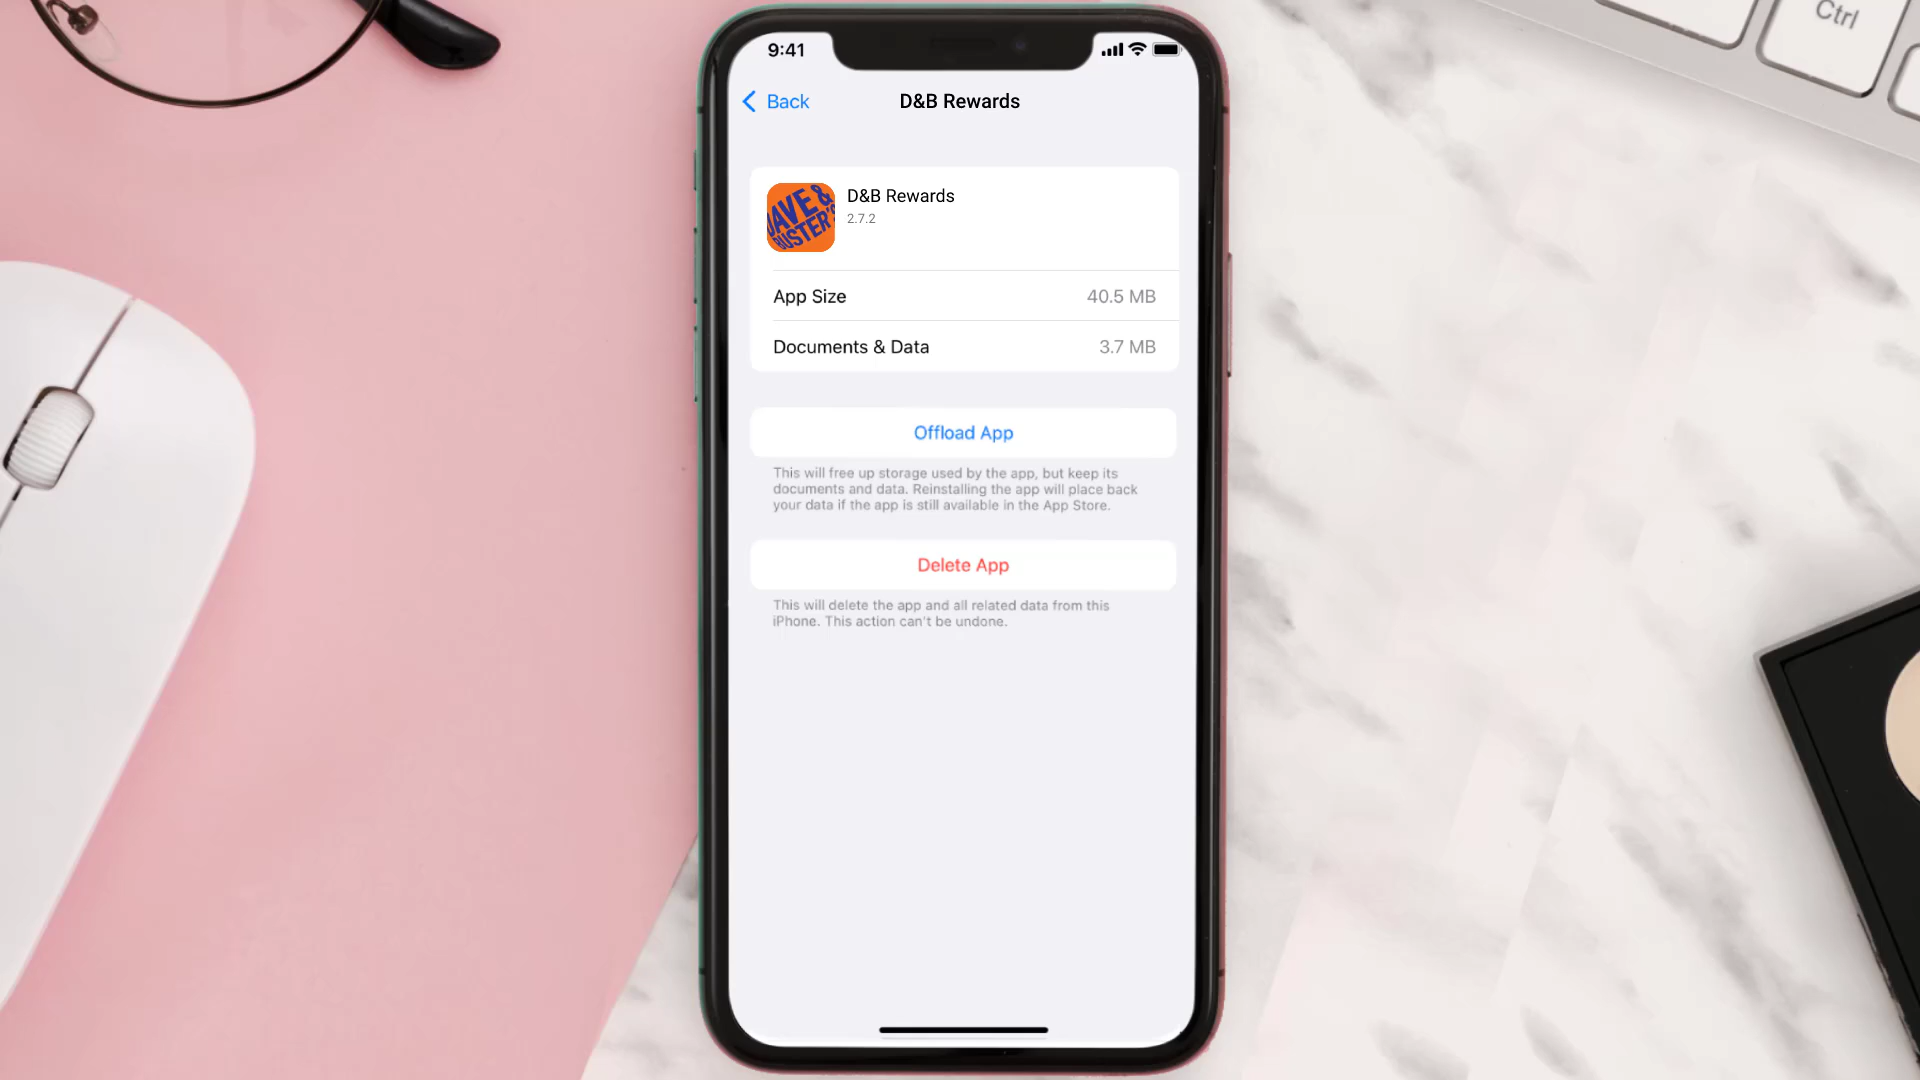 Ctrl
9:41
Back
D&B Rewards
DAVE &
BUSTER'S
D&B Rewards
2.7.2
App Size
40.5 MB
Documents & Data
3.7 MB
Offload App
This will free up storage used by the app, but keep its
documents and data. Reinstalling the app will place back
your data if the app is still available in the App Store.
Delete App
This will delete the app and all related data from this
iPhone. This action can't be undone.